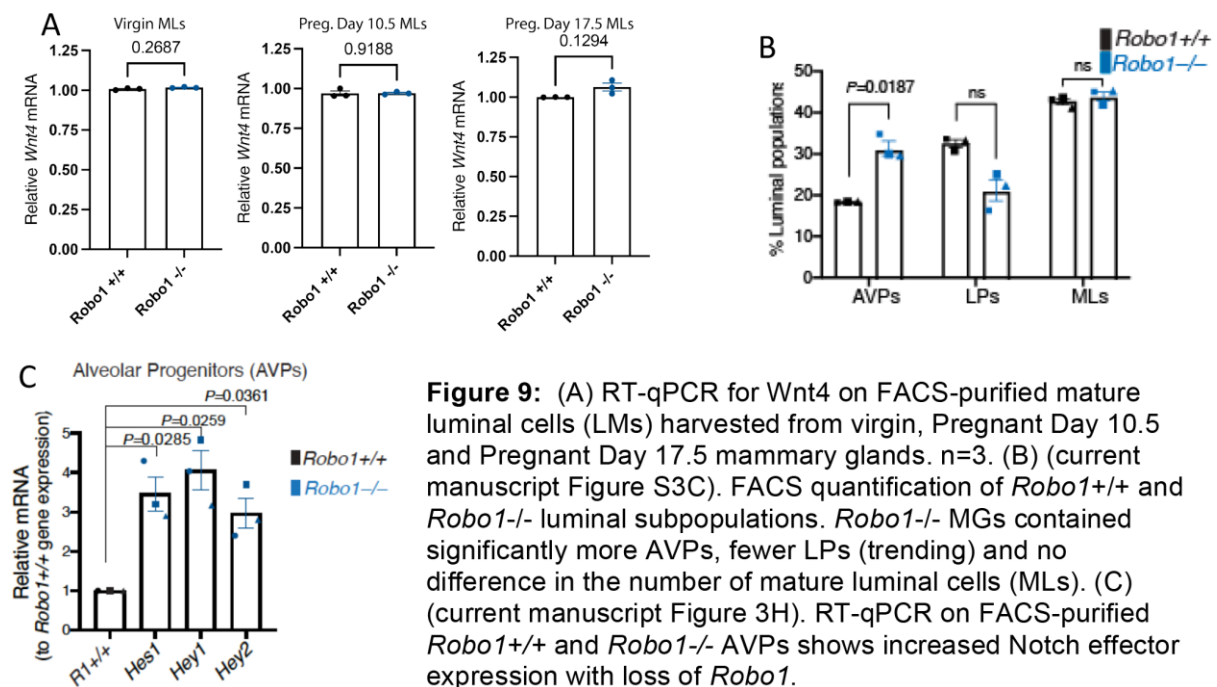 A
Virgin MLs
0.2687
1.25
1.00
0.75
0.50
0.25
0.00
Relative Wnt4 mRNA
Robo1 +/+
Robo1 -/-
Preg. Day 10.5 MLs
0.9188
1.25
1.00
0.75
0.50
0.25
0.00
Relative Wnt4 mRNA
Robo1 +/+
Robo1 -/-
Preg. Day 17.5 MLs
0.1294
1.25
1.00
0.75
0.50
0.25
0.00
Relative Wnt4 mRNA
Robo1 +/+
Robo1 -/-
B
Robo1+/+
Robo1–/–
P=0.0187
ns
ns
50
40
30
20
10
0
% Luminal populations
AVPs
LPs
MLs
C
Alveolar Progenitors (AVPs)
P=0.0361
P=0.0259
P=0.0285
Robo1+/+
Robo1–/–
5
4
3
2
1
0
Relative mRNA
(to Robo1+/+ gene expression)
R1+/+
Hes1
Hey1
Hey2
Figure 9: (A) RT-qPCR for Wnt4 on FACS-purified mature
luminal cells (LMs) harvested from virgin, Pregnant Day 10.5
and Pregnant Day 17.5 mammary glands. n=3. (B) (current
manuscript Figure S3C). FACS quantification of Robo1+/+ and
Robo1-/- luminal subpopulations. Robo1-/- MGs contained
significantly more AVPs, fewer LPs (trending) and no
difference in the number of mature luminal cells (MLs). (C)
(current manuscript Figure 3H). RT-qPCR on FACS-purified
Robo1+/+ and Robo1-/- AVPs shows increased Notch effector
expression with loss of Robo1.